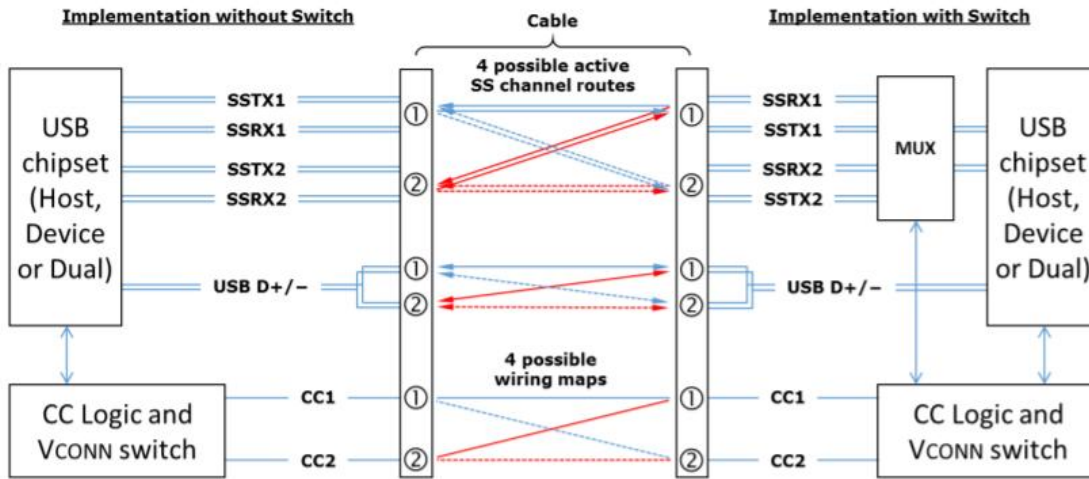 Implementation without Switch
Implementation with Switch
Cable
4 possible active
SS channel routes
USB
chipset
(Host,
Device
or Dual)
SSTX1
SSRX1
SSTX2
SSRX2
USB D+/−
①
②
①
②
①
②
①
②
①
②
①
②
SSRX1
SSTX1
SSRX2
SSTX2
USB D+/−
MUX
USB
chipset
(Host,
Device
or Dual)
4 possible
wiring maps
CC Logic and
VCONN switch
CC1
CC2
CC1
CC2
CC Logic and
VCONN switch